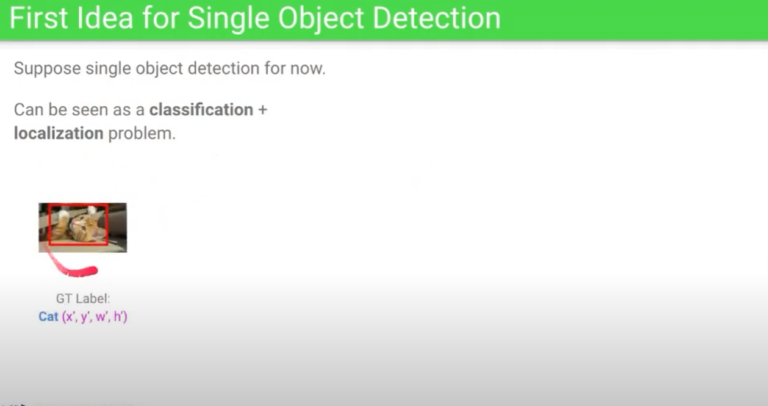 First Idea for Single Object Detection
Suppose single object detection for now.
Can be seen as a classification +
localization problem.
GT Label:
Cat (x', y', w', h')